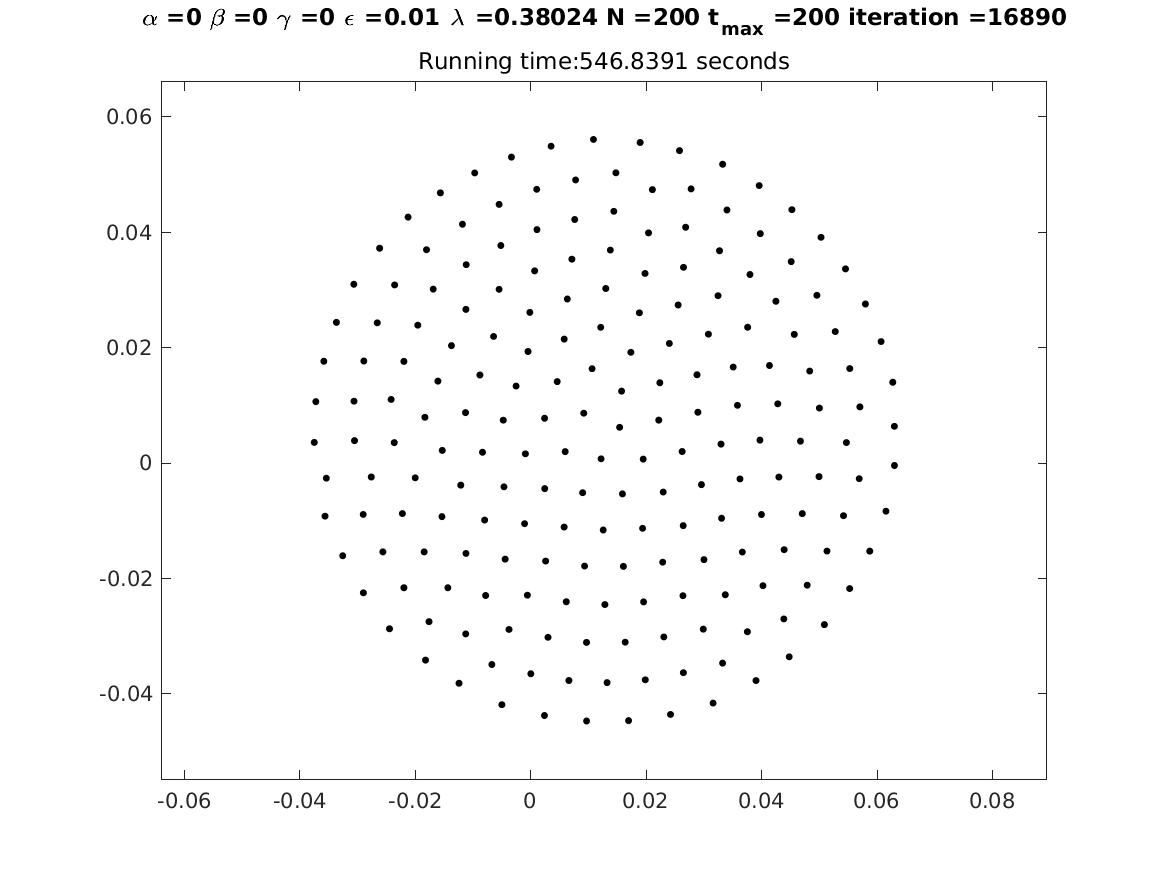 α =0 β =0 γ =0 ϵ =0.01 λ =0.38024 N =200 t_max =200 iteration =16890
Running time:546.8391 seconds
0.06
0.04
0.02
0
-0.02
-0.04
-0.06 -0.04 -0.02 0 0.02 0.04 0.06 0.08